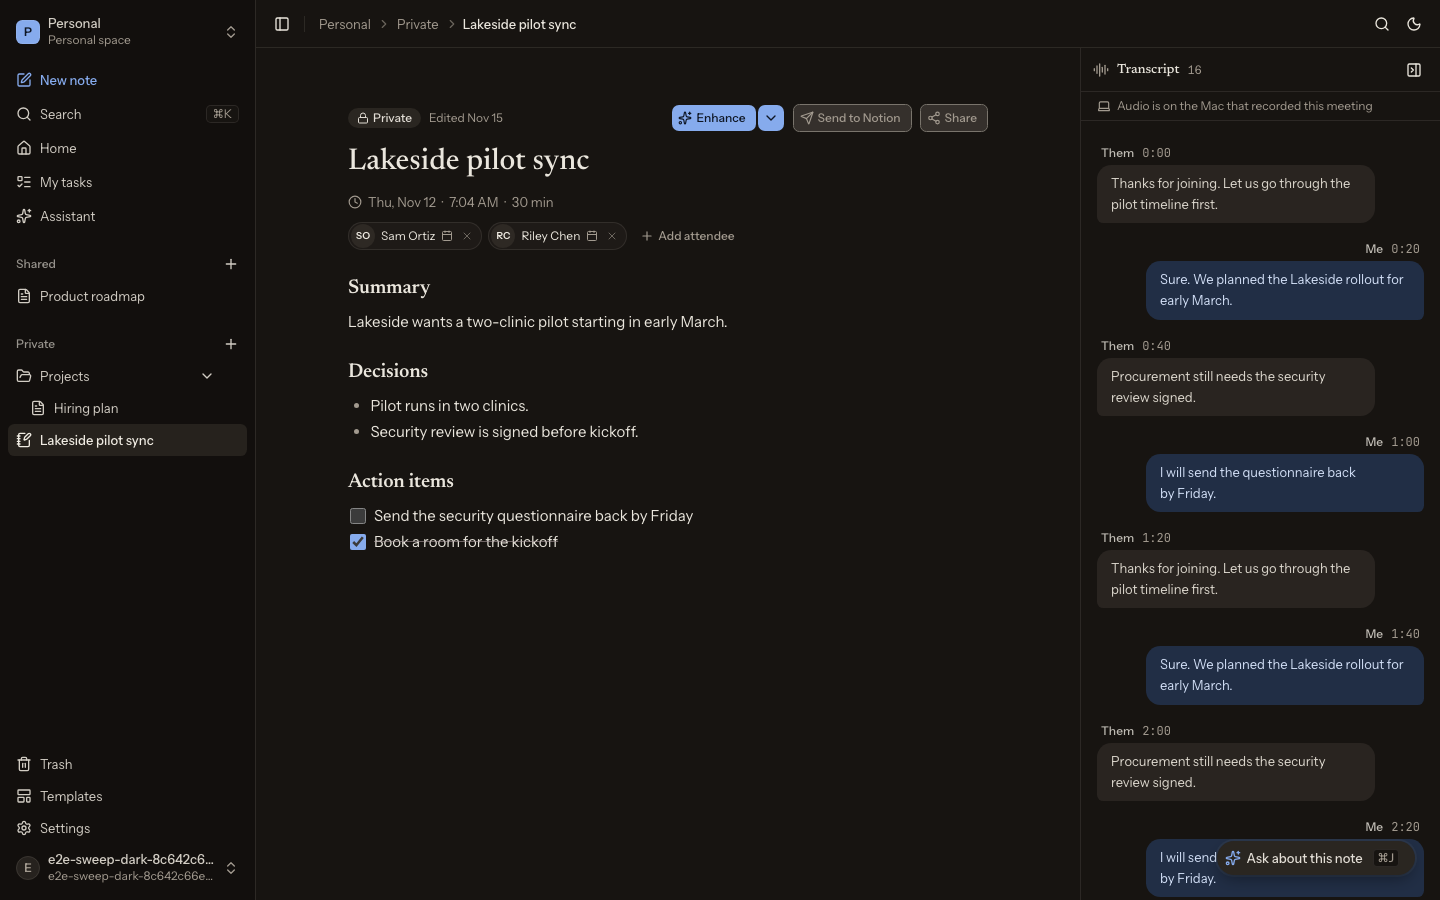 P
Personal
Personal space
New note
Search ⌘K
Home
My tasks
Assistant
Shared
Product roadmap
Private
Projects
Hiring plan
Lakeside pilot sync
Trash
Templates
Settings
E
e2e-sweep-dark-8c642c6...
e2e-sweep-dark-8c642c66e...
Personal > Private > Lakeside pilot sync
Private Edited Nov 15
Enhance
Send to Notion
Share
Lakeside pilot sync
Thu, Nov 12 · 7:04 AM · 30 min
SO Sam Ortiz
RC Riley Chen
Add attendee
Summary
Lakeside wants a two-clinic pilot starting in early March.
Decisions
• Pilot runs in two clinics.
• Security review is signed before kickoff.
Action items
Send the security questionnaire back by Friday
Book a room for the kickoff
Transcript 16
Audio is on the Mac that recorded this meeting
Them 0:00
Thanks for joining. Let us go through the
pilot timeline first.
Me 0:20
Sure. We planned the Lakeside rollout for
early March.
Them 0:40
Procurement still needs the security
review signed.
Me 1:00
I will send the questionnaire back
by Friday.
Them 1:20
Thanks for joining. Let us go through the
pilot timeline first.
Me 1:40
Sure. We planned the Lakeside rollout for
early March.
Them 2:00
Procurement still needs the security
review signed.
Me 2:20
I will send
by Friday.
Ask about this note ⌘J